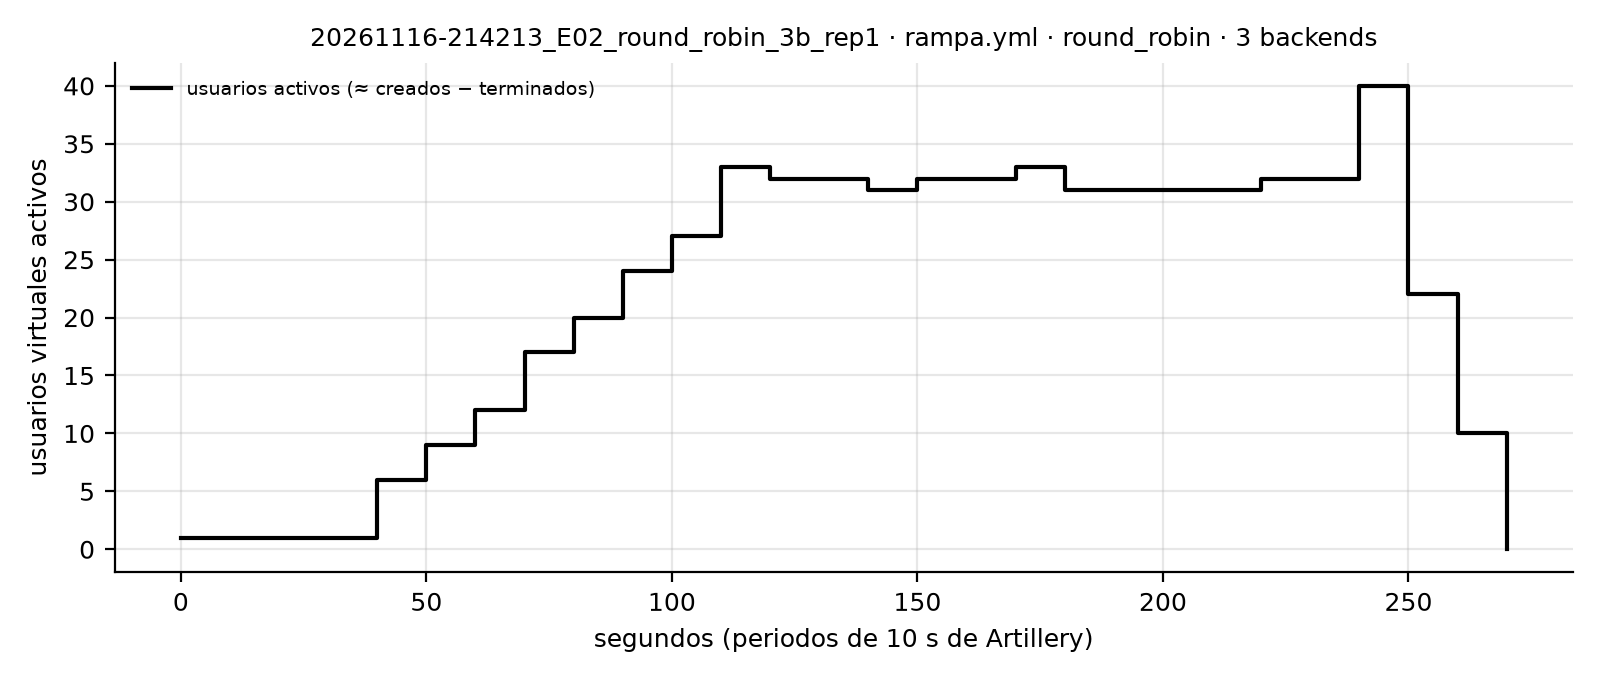 20261116-214213_E02_round_robin_3b_rep1 · rampa.yml · round_robin · 3 backends
usuarios activos (≈ creados − terminados)
usuarios virtuales activos
40
35
30
25
20
15
10
5
0
0 50 100 150 200 250
segundos (periodos de 10 s de Artillery)